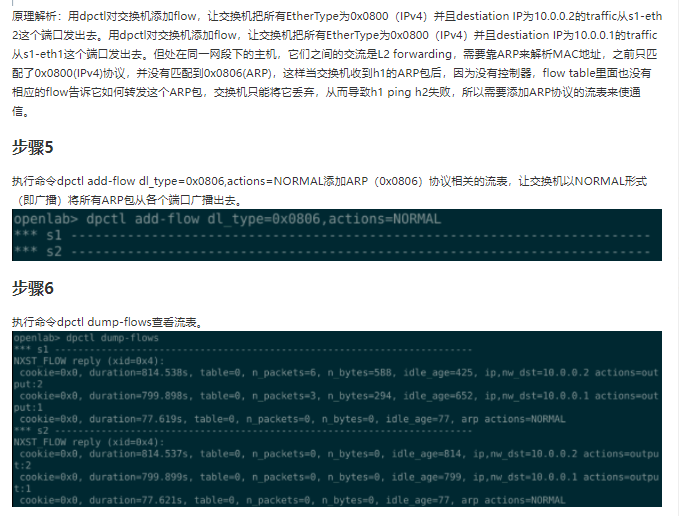 原理解析：用dpctl对交换机添加flow，让交换机把所有EtherType为0x0800（IPv4）并且destiation IP为10.0.0.2的traffic从s1-eth
2这个端口发出去。用dpctl对交换机添加flow，让交换机把所有EtherType为0x0800（IPv4）并且destiation IP为10.0.0.1的traffic
从s1-eth1这个端口发出去。但处在同一网段下的主机，它们之间的交流是L2 forwarding，需要靠ARP来解析MAC地址，之前只匹
配了0x0800(IPv4)协议，并没有匹配到0x0806(ARP)，这样当交换机收到h1的ARP包后，因为没有控制器，flow table里面也没有
相应的flow告诉它如何转发这个ARP包，交换机只能将它丢弃，从而导致h1 ping h2失败，所以需要添加ARP协议的流表来使通
信。
步骤5
执行命令dpctl add-flow dl_type=0x0806,actions=NORMAL添加ARP（0x0806）协议相关的流表，让交换机以NORMAL形式
（即广播）将所有ARP包从各个端口广播出去。
openlab> dpctl add-flow dl_type=0x0806,actions=NORMAL
*** s1 ------------------------------------------------------------------------
*** s2 ------------------------------------------------------------------------
步骤6
执行命令dpctl dump-flows查看流表。
openlab> dpctl dump-flows
*** s1 ------------------------------------------------------------------------
NXST_FLOW reply (xid=0x4):
 cookie=0x0, duration=814.538s, table=0, n_packets=6, n_bytes=588, idle_age=425, ip,nw_dst=10.0.0.2 actions=out
put:2
 cookie=0x0, duration=799.898s, table=0, n_packets=3, n_bytes=294, idle_age=652, ip,nw_dst=10.0.0.1 actions=out
put:1
 cookie=0x0, duration=77.619s, table=0, n_packets=0, n_bytes=0, idle_age=77, arp actions=NORMAL
*** s2 ------------------------------------------------------------------------
NXST_FLOW reply (xid=0x4):
 cookie=0x0, duration=814.537s, table=0, n_packets=0, n_bytes=0, idle_age=814, ip,nw_dst=10.0.0.2 actions=outpu
t:2
 cookie=0x0, duration=799.899s, table=0, n_packets=0, n_bytes=0, idle_age=799, ip,nw_dst=10.0.0.1 actions=outpu
t:1
 cookie=0x0, duration=77.621s, table=0, n_packets=0, n_bytes=0, idle_age=77, arp actions=NORMAL